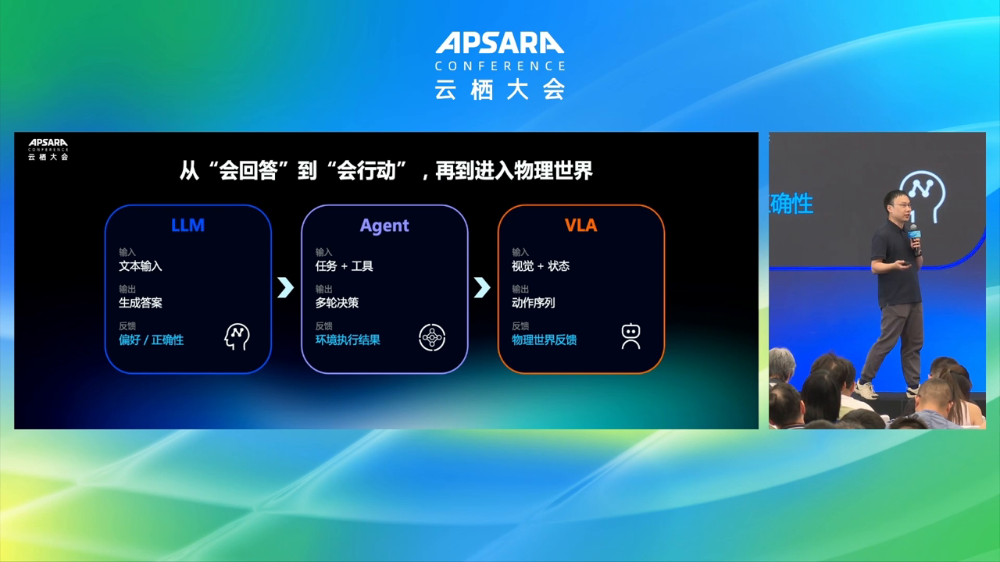 APSARA
CONFERENCE
云栖大会
APSARA
CONFERENCE
云栖大会
从“会回答”到“会行动”，再到进入物理世界
LLM
输入
文本输入
输出
生成答案
反馈
偏好 / 正确性
Agent
输入
任务 + 工具
输出
多轮决策
反馈
环境执行结果
VLA
输入
视觉 + 状态
输出
动作序列
反馈
物理世界反馈
正确性